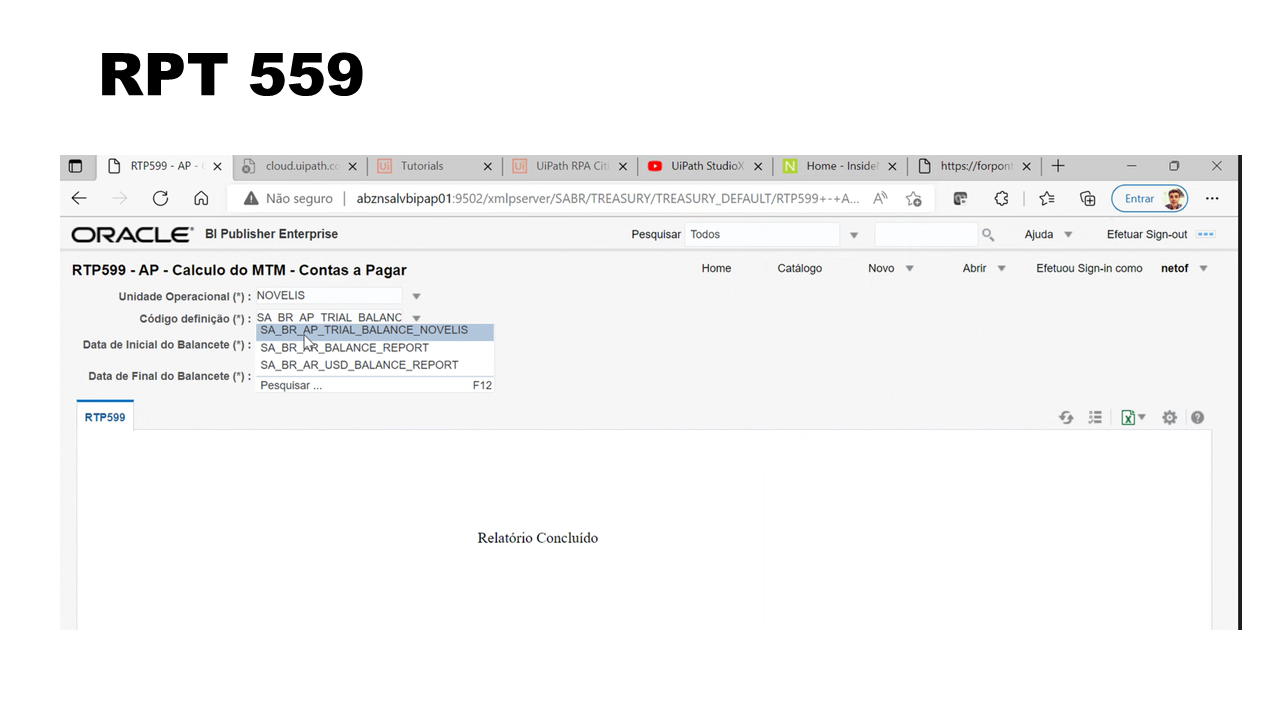 RPT 559
RTP599 - AP -
cloud.uipath.co
Tutorials
UiPath RPA Citi
UiPath StudioX
Home - Inside
https://forpont
Não seguro
abznsalvbipap01:9502/xmlpserver/SABR/TREASURY/TREASURY_DEFAULT/RTP599+-+A...
Entrar
ORACLE BI Publisher Enterprise
Pesquisar Todos
Ajuda
Efetuar Sign-out
RTP599 - AP - Calculo do MTM - Contas a Pagar
Home
Catálogo
Novo
Abrir
Efetuou Sign-in como netof
Unidade Operacional (*) : NOVELIS
Código definição (*) : SA_BR_AP_TRIAL_BALANC
SA_BR_AP_TRIAL_BALANCE_NOVELIS
Data de Inicial do Balancete (*) :
SA_BR_AR_BALANCE_REPORT
SA_BR_AR_USD_BALANCE_REPORT
Data de Final do Balancete (*) :
Pesquisar ... F12
RTP599
Relatório Concluído